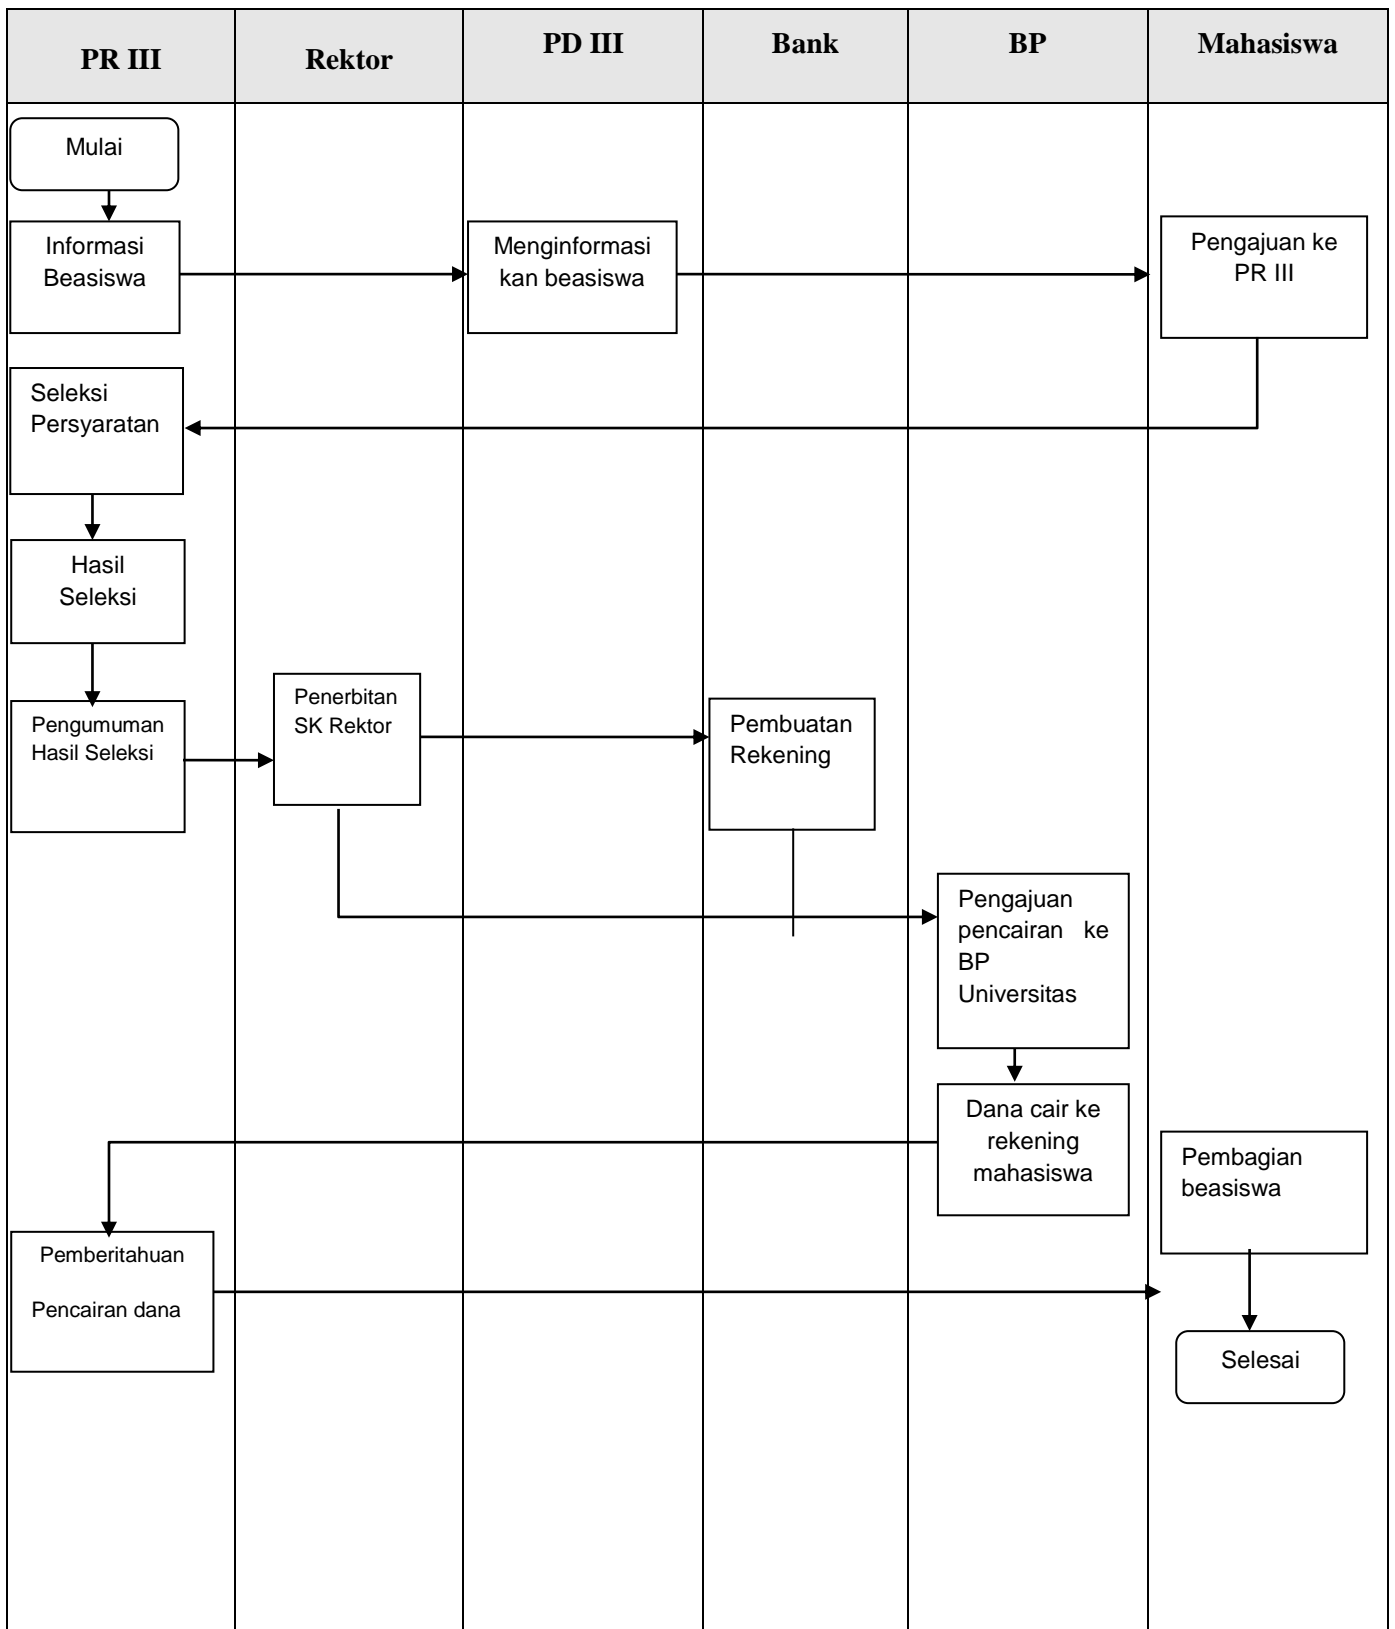 PR III
Rektor
PD III
Bank
BP
Mahasiswa
Mulai
Informasi
Beasiswa
Menginformasi
kan beasiswa
Pengajuan ke
PR III
Seleksi
Persyaratan
Hasil
Seleksi
Pengumuman
Hasil Seleksi
Penerbitan
SK Rektor
Pembuatan
Rekening
Pengajuan
pencairan ke
BP
Universitas
Dana cair ke
rekening
mahasiswa
Pembagian
beasiswa
Pemberitahuan
Pencairan dana
Selesai